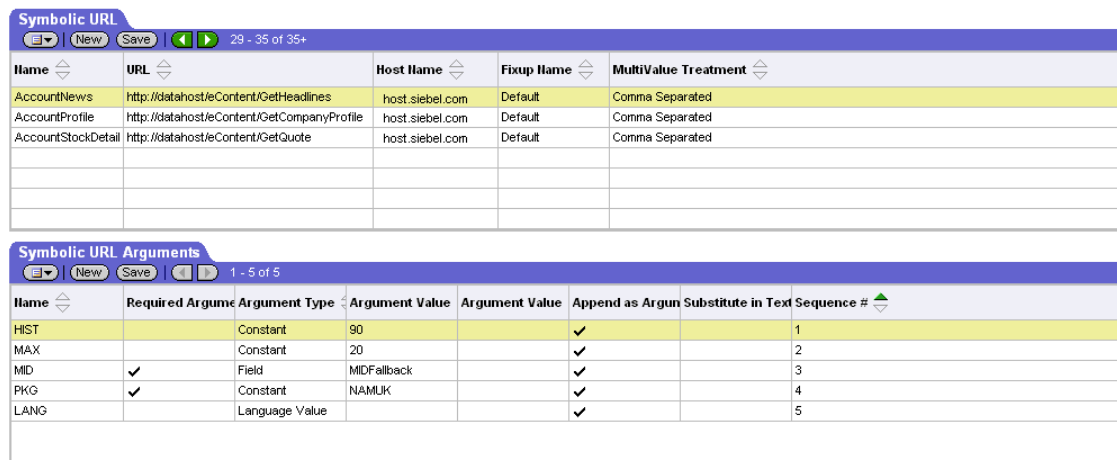 Symbolic URL
New Save 29 - 35 of 35+
Name URL Host Name Fixup Name MultiValue Treatment
AccountNews http://datahost/eContent/GetHeadlines host.siebel.com Default Comma Separated
AccountProfile http://datahost/eContent/GetCompanyProfile host.siebel.com Default Comma Separated
AccountStockDetail http://datahost/eContent/GetQuote host.siebel.com Default Comma Separated
Symbolic URL Arguments
New Save 1 - 5 of 5
Name Required Argume Argument Type Argument Value Argument Value Append as Argun Substitute in Text Sequence #
HIST Constant 90 1
MAX Constant 20 2
MID Field MIDFallback 3
PKG Constant NAMUK 4
LANG Language Value 5